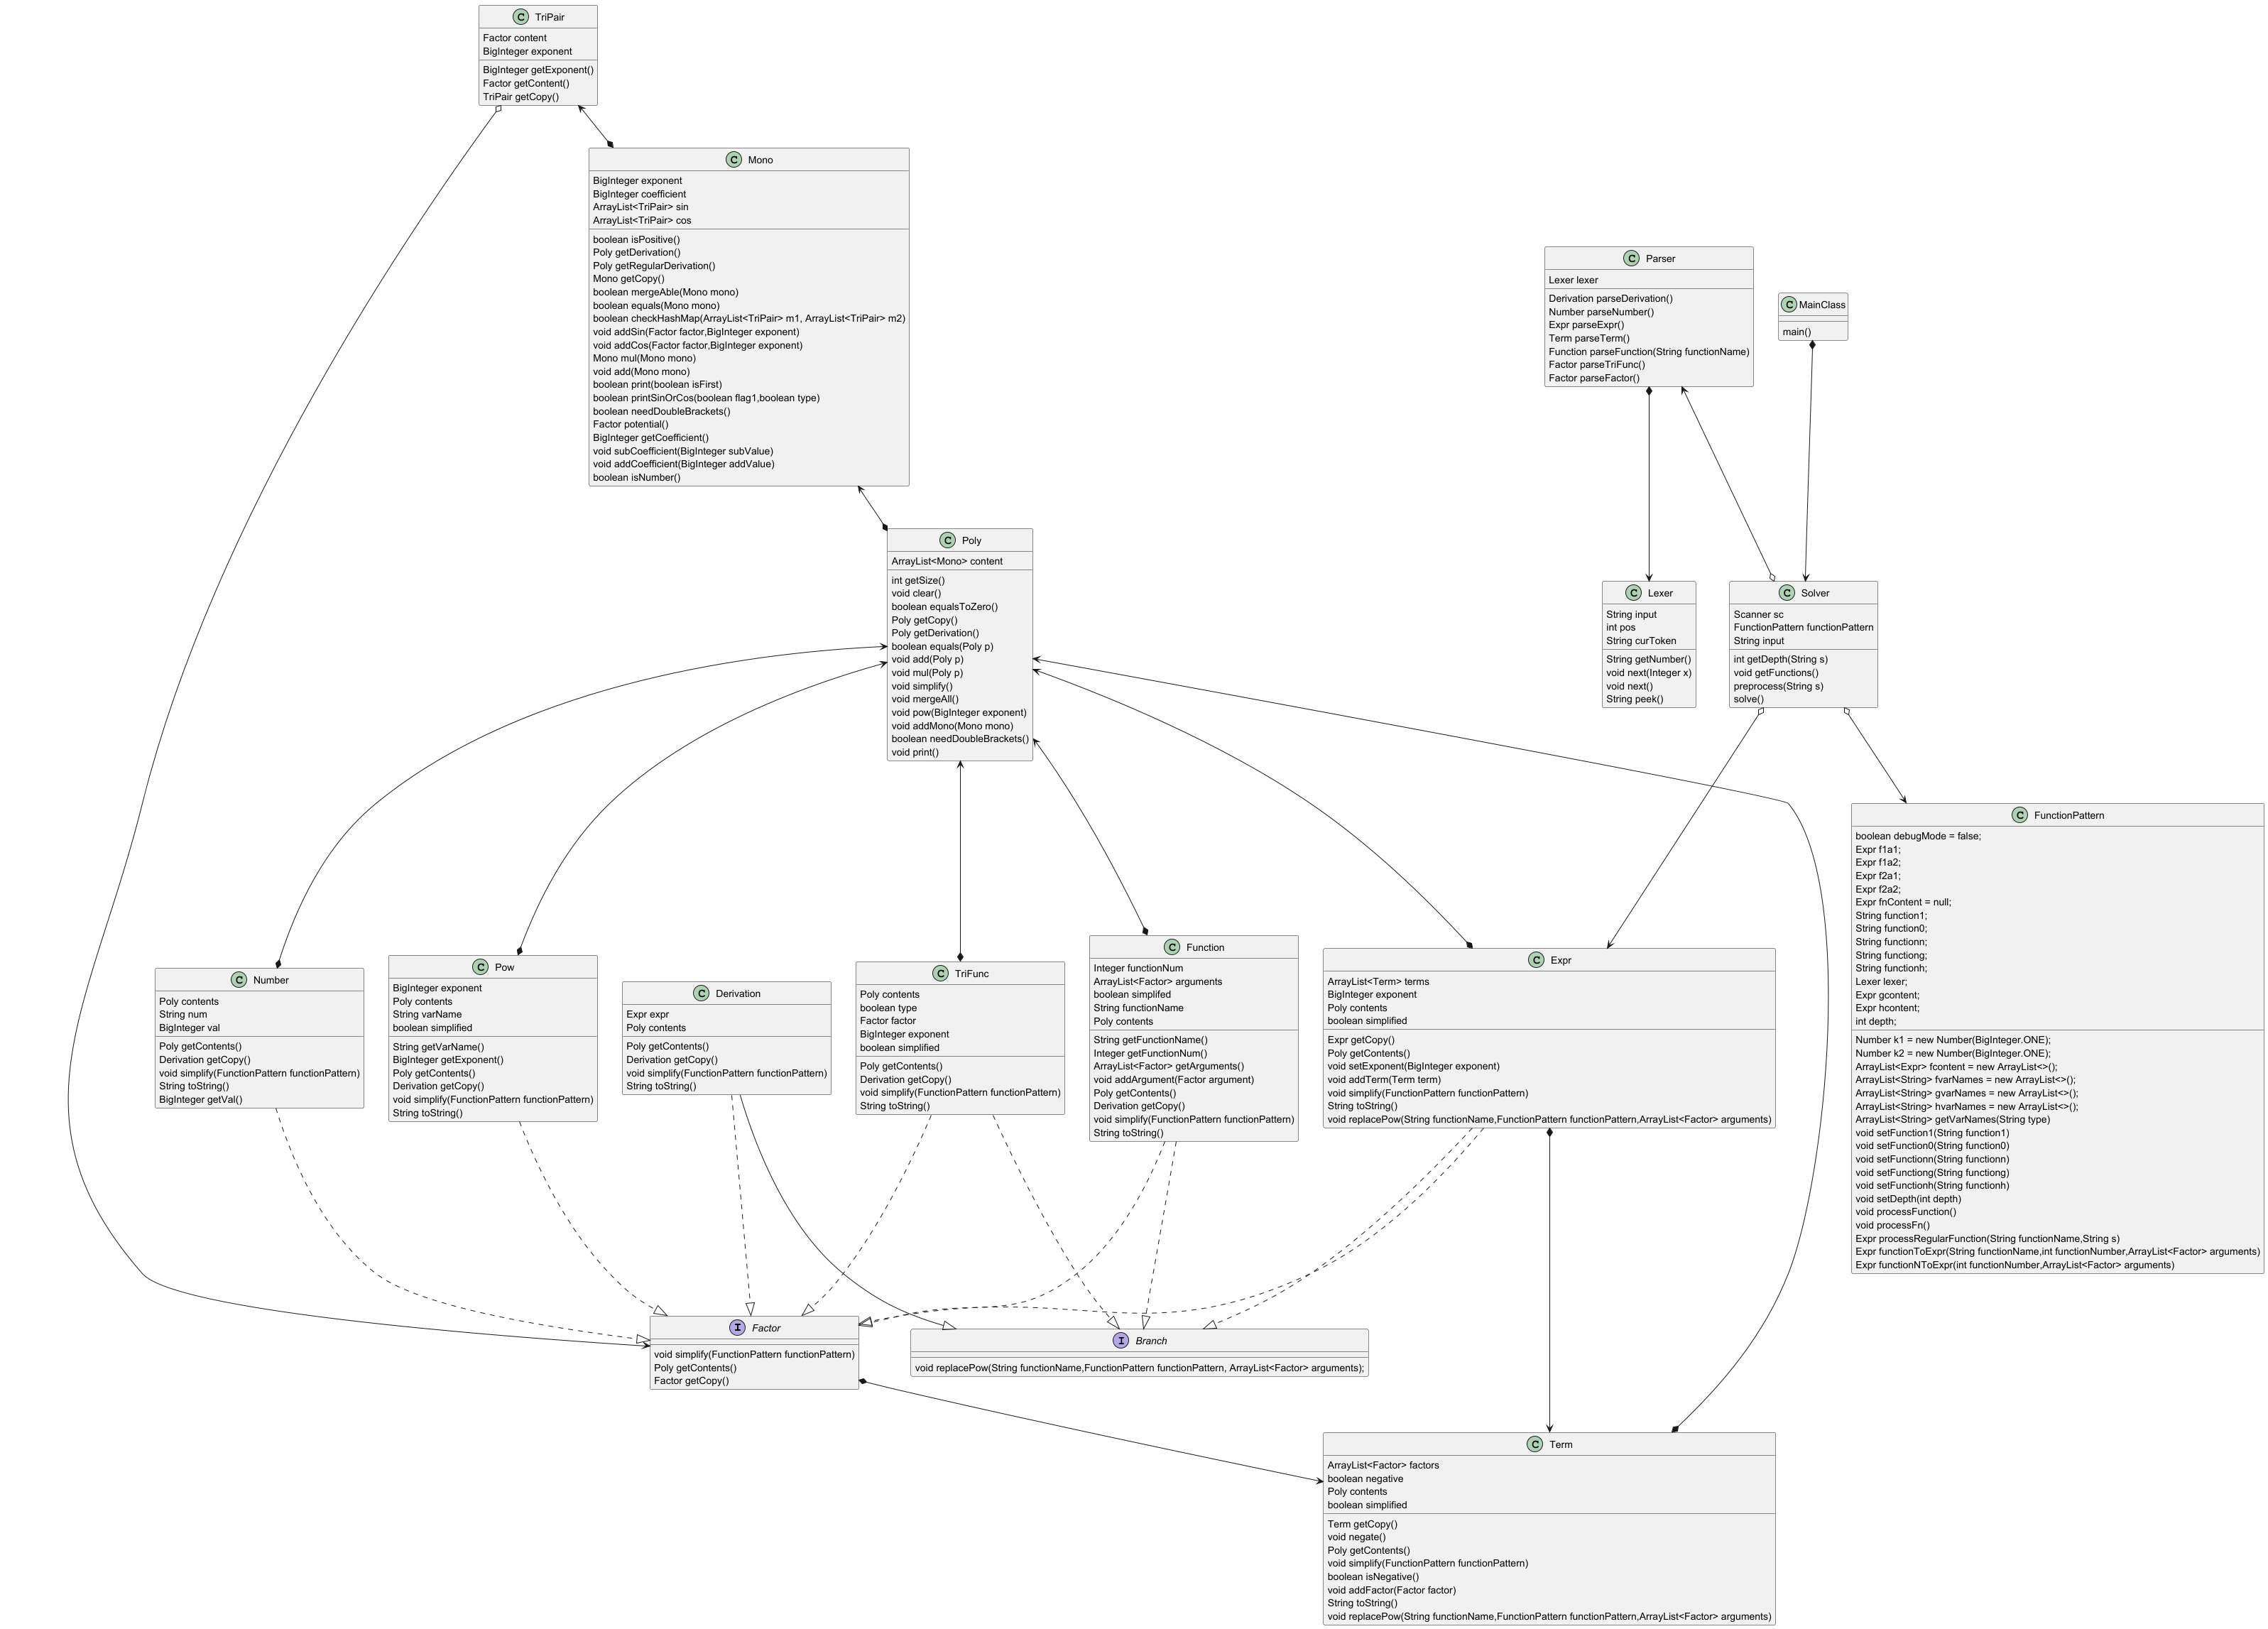 C TriPair
Factor content
BigInteger exponent
BigInteger getExponent()
Factor getContent()
TriPair getCopy()
C Mono
BigInteger exponent
BigInteger coefficient
ArrayList<TriPair> sin
ArrayList<TriPair> cos
boolean isPositive()
Poly getDerivation()
Poly getRegularDerivation()
Mono getCopy()
boolean mergeAble(Mono mono)
boolean equals(Mono mono)
boolean checkHashMap(ArrayList<TriPair> m1, ArrayList<TriPair> m2)
void addSin(Factor factor,BigInteger exponent)
void addCos(Factor factor,BigInteger exponent)
Mono mul(Mono mono)
void add(Mono mono)
boolean print(boolean isFirst)
boolean printSinOrCos(boolean flag1,boolean type)
boolean needDoubleBrackets()
Factor potential()
BigInteger getCoefficient()
void subCoefficient(BigInteger subValue)
void addCoefficient(BigInteger addValue)
boolean isNumber()
C Parser
Lexer lexer
Derivation parseDerivation()
Number parseNumber()
Expr parseExpr()
Term parseTerm()
Function parseFunction(String functionName)
Factor parseTriFunc()
Factor parseFactor()
C MainClass
main()
C Poly
ArrayList<Mono> content
int getSize()
void clear()
boolean equalsToZero()
Poly getCopy()
Poly getDerivation()
boolean equals(Poly p)
void add(Poly p)
void mul(Poly p)
void simplify()
void mergeAll()
void pow(BigInteger exponent)
void addMono(Mono mono)
boolean needDoubleBrackets()
void print()
C Lexer
String input
int pos
String curToken
String getNumber()
void next(Integer x)
void next()
String peek()
C Solver
Scanner sc
FunctionPattern functionPattern
String input
int getDepth(String s)
void getFunctions()
preprocess(String s)
solve()
C FunctionPattern
boolean debugMode = false;
Expr f1a1;
Expr f1a2;
Expr f2a1;
Expr f2a2;
Expr fnContent = null;
String function1;
String function0;
String functionn;
String functiong;
String functionh;
Lexer lexer;
Expr gcontent;
Expr hcontent;
int depth;
Number k1 = new Number(BigInteger.ONE);
Number k2 = new Number(BigInteger.ONE);
ArrayList<Expr> fcontent = new ArrayList<>();
ArrayList<String> fvarNames = new ArrayList<>();
ArrayList<String> gvarNames = new ArrayList<>();
ArrayList<String> hvarNames = new ArrayList<>();
ArrayList<String> getVarNames(String type)
void setFunction1(String function1)
void setFunction0(String function0)
void setFunctionn(String functionn)
void setFunctiong(String functiong)
void setFunctionh(String functionh)
void setDepth(int depth)
void processFunction()
void processFn()
Expr processRegularFunction(String functionName,String s)
Expr functionToExpr(String functionName,int functionNumber,ArrayList<Factor> arguments)
Expr functionNToExpr(int functionNumber,ArrayList<Factor> arguments)
C Number
Poly contents
String num
BigInteger val
Poly getContents()
Derivation getCopy()
void simplify(FunctionPattern functionPattern)
String toString()
BigInteger getVal()
C Pow
BigInteger exponent
Poly contents
String varName
boolean simplified
String getVarName()
BigInteger getExponent()
Poly getContents()
Derivation getCopy()
void simplify(FunctionPattern functionPattern)
String toString()
C Derivation
Expr expr
Poly contents
Poly getContents()
Derivation getCopy()
void simplify(FunctionPattern functionPattern)
String toString()
C TriFunc
Poly contents
boolean type
Factor factor
BigInteger exponent
boolean simplified
Poly getContents()
Derivation getCopy()
void simplify(FunctionPattern functionPattern)
String toString()
C Function
Integer functionNum
ArrayList<Factor> arguments
boolean simplifed
String functionName
Poly contents
String getFunctionName()
Integer getFunctionNum()
ArrayList<Factor> getArguments()
void addArgument(Factor argument)
Poly getContents()
Derivation getCopy()
void simplify(FunctionPattern functionPattern)
String toString()
C Expr
ArrayList<Term> terms
BigInteger exponent
Poly contents
boolean simplified
Expr getCopy()
Poly getContents()
void setExponent(BigInteger exponent)
void addTerm(Term term)
void simplify(FunctionPattern functionPattern)
String toString()
void replacePow(String functionName,FunctionPattern functionPattern,ArrayList<Factor> arguments)
I Factor
void simplify(FunctionPattern functionPattern)
Poly getContents()
Factor getCopy()
I Branch
void replacePow(String functionName,FunctionPattern functionPattern, ArrayList<Factor> arguments);
C Term
ArrayList<Factor> factors
boolean negative
Poly contents
boolean simplified
Term getCopy()
void negate()
Poly getContents()
void simplify(FunctionPattern functionPattern)
boolean isNegative()
void addFactor(Factor factor)
String toString()
void replacePow(String functionName,FunctionPattern functionPattern,ArrayList<Factor> arguments)